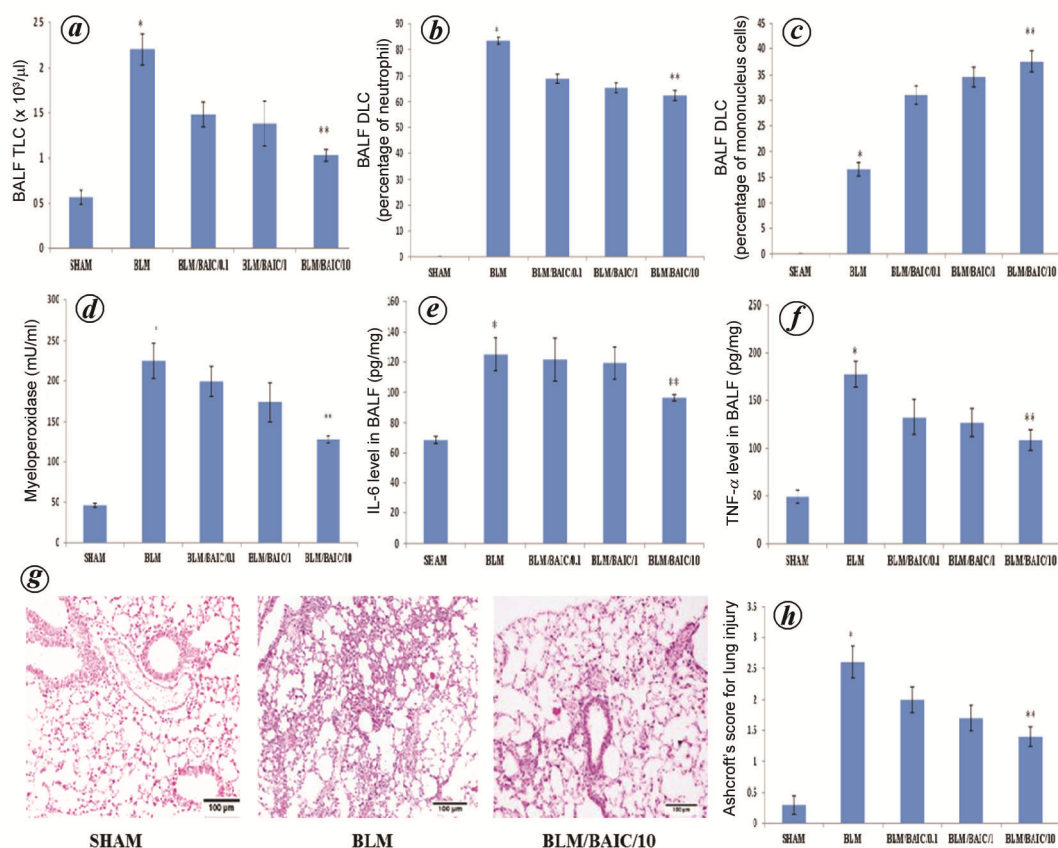 a
BALF TLC (x 10³/µl)
25
2
1.5
1
05
0
*
**
SHAM
BLM
BLM/BAIC/0.1
BLM/BAIC/1
BLM/BAIC/10
b
BALF DLC
(percentage of neutrophil)
90
80
70
60
50
40
30
20
10
0
*
**
SHAM
BLM
BLM/BAIC/0.1
BLM/BAIC/1
BLM/BAIC/10
c
BALF DLC
(percentage of mononucleus cells)
50
45
40
35
30
25
20
15
10
5
0
*
**
SHAM
BLM
BLM/BAIC/0.1
BLM/BAIC/1
BLM/BAIC/10
d
Myeloperoxidase (mU/ml)
300
250
200
150
100
50
0
**
SHAM
BLM
BLM/BAIC/0.1
BLM/BAIC/1
BLM/BAIC/10
e
IL-6 level in BALF (pg/mg)
160
140
120
100
80
60
40
20
0
*
**
SHAM
BLM
BLM/BAIC/0.1
BLM/BAIC/1
BLM/BAIC/10
f
TNF-α level in BALF (pg/mg)
250
200
150
100
50
0
*
**
SHAM
BLM
BLM/BAIC/0.1
BLM/BAIC/1
BLM/BAIC/10
g
100 µm
100 µm
100 µm
SHAM
BLM
BLM/BAIC/10
h
Ashcroft's score for lung injury
3.5
3
2.5
2
1.5
1
0.5
0
*
**
SHAM
BLM
BLM/BAIC/0.1
BLM/BAIC/1
BLM/BAIC/10